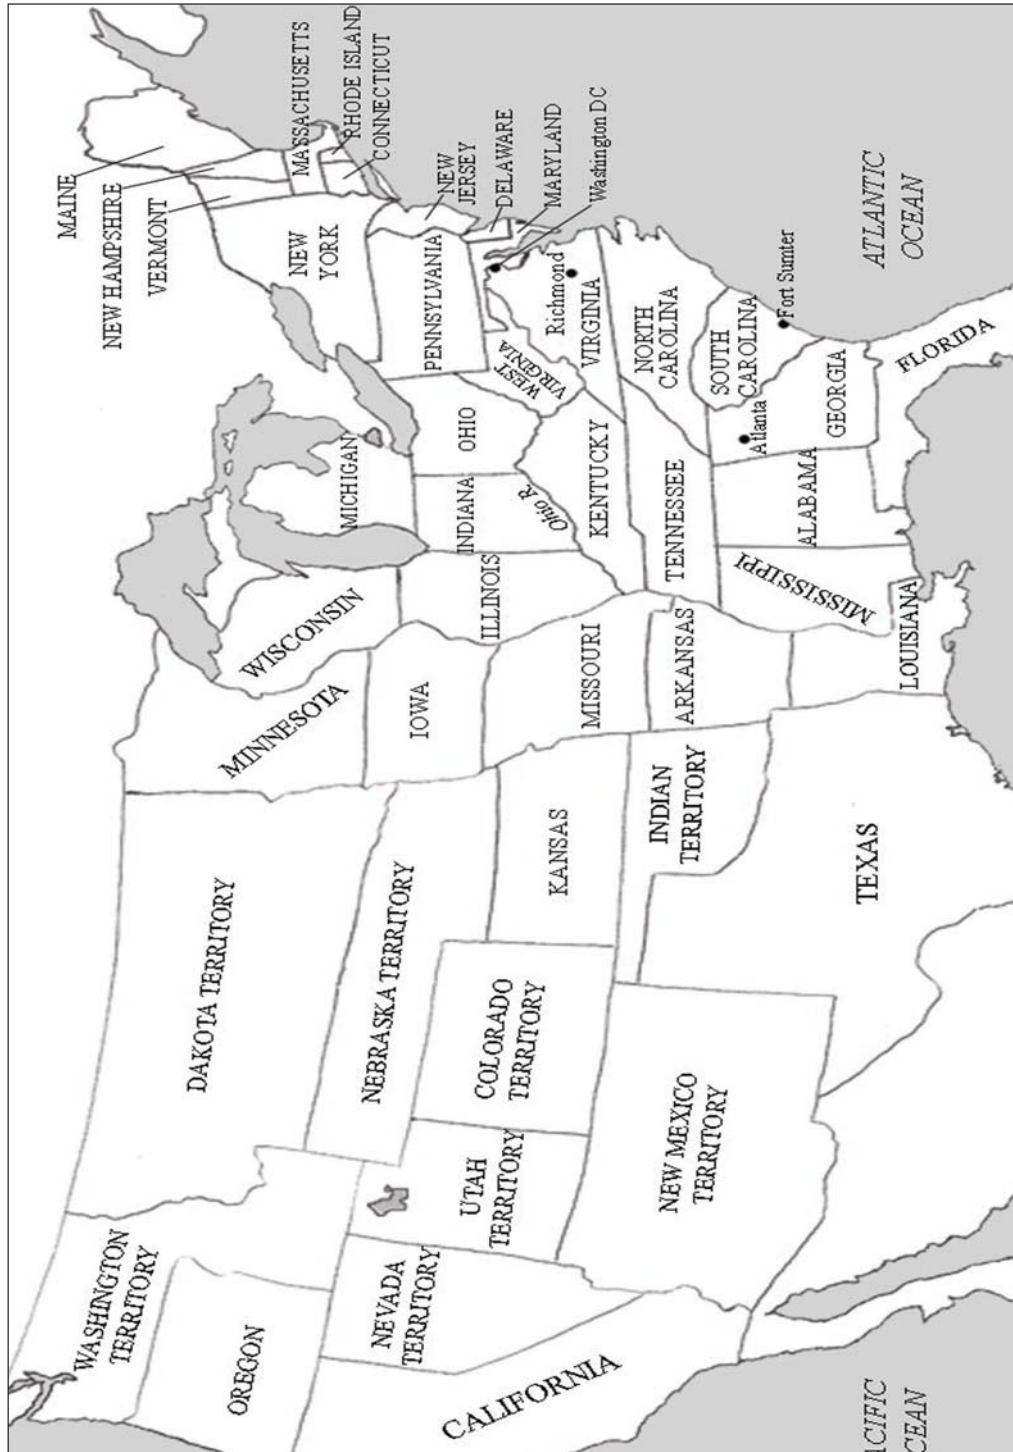 MAINE
NEW HAMPSHIRE
VERMONT
MASSACHUSETTS
RHODE ISLAND
CONNECTICUT
NEW
YORK
PENNSYLVANIA
NEW
JERSEY
DELAWARE
MARYLAND
Washington DC
WEST
VIRGINIA
Richmond
VIRGINIA
NORTH
CAROLINA
SOUTH
CAROLINA
Fort Sumter
Atlanta
GEORGIA
FLORIDA
ATLANTIC
OCEAN
MICHIGAN
OHIO
INDIANA
ILLINOIS
Ohio R.
KENTUCKY
TENNESSEE
ALABAMA
MISSISSIPPI
WISCONSIN
MINNESOTA
IOWA
MISSOURI
ARKANSAS
LOUISIANA
DAKOTA TERRITORY
NEBRASKA TERRITORY
KANSAS
INDIAN
TERRITORY
TEXAS
COLORADO
TERRITORY
UTAH
TERRITORY
NEW MEXICO
TERRITORY
WASHINGTON
TERRITORY
OREGON
NEVADA
TERRITORY
CALIFORNIA
ACIFIC
CEAN